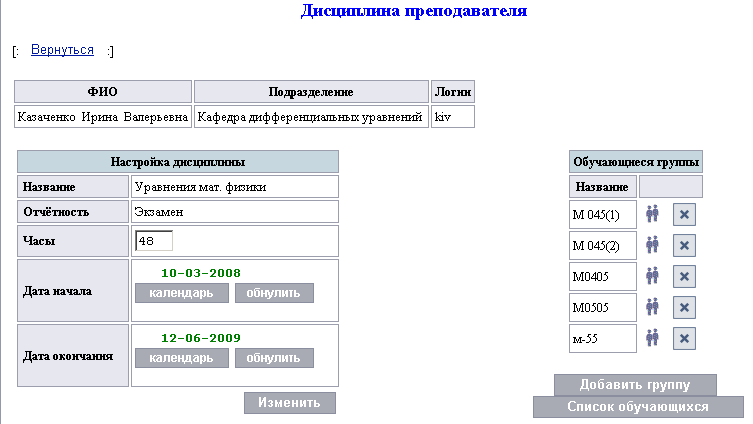 Дисциплина преподавателя
[: Вернуться :]
ФИО Подразделение Логин
Казаченко Ирина Валерьевна Кафедра дифференциальных уравнений kiv
Настройка дисциплины
Название Уравнения мат. физики
Отчётность Экзамен
Часы 48
Дата начала 10-03-2008
календарь обнулить
Дата окончания 12-06-2009
календарь обнулить
Изменить
Обучающиеся группы
Название
М 045(1)
М 045(2)
М0405
М0505
м-55
Добавить группу
Список обучающихся